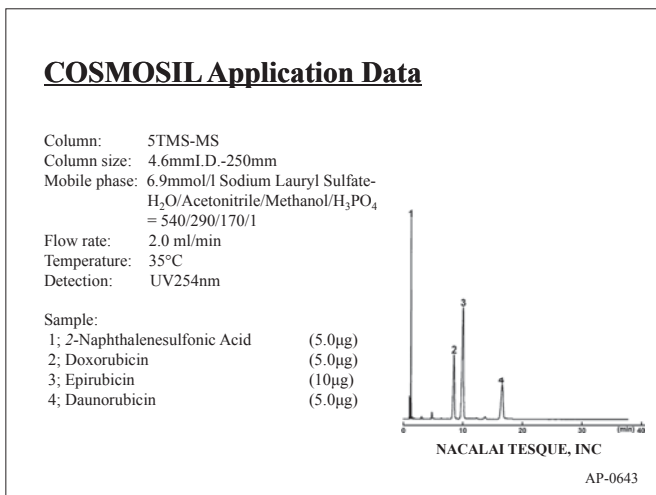 COSMOSIL Application Data
Column: 5TMS-MS
Column size: 4.6mmI.D.-250mm
Mobile phase: 6.9mmol/l Sodium Lauryl Sulfate-
H₂O/Acetonitrile/Methanol/H₃PO₄
= 540/290/170/1
Flow rate: 2.0 ml/min
Temperature: 35°C
Detection: UV254nm
Sample:
1; 2-Naphthalenesulfonic Acid (5.0μg)
2; Doxorubicin (5.0μg)
3; Epirubicin (10μg)
4; Daunorubicin (5.0μg)
1
3
2
4
0 10 20 30 (min) 40
NACALAI TESQUE, INC
AP-0643